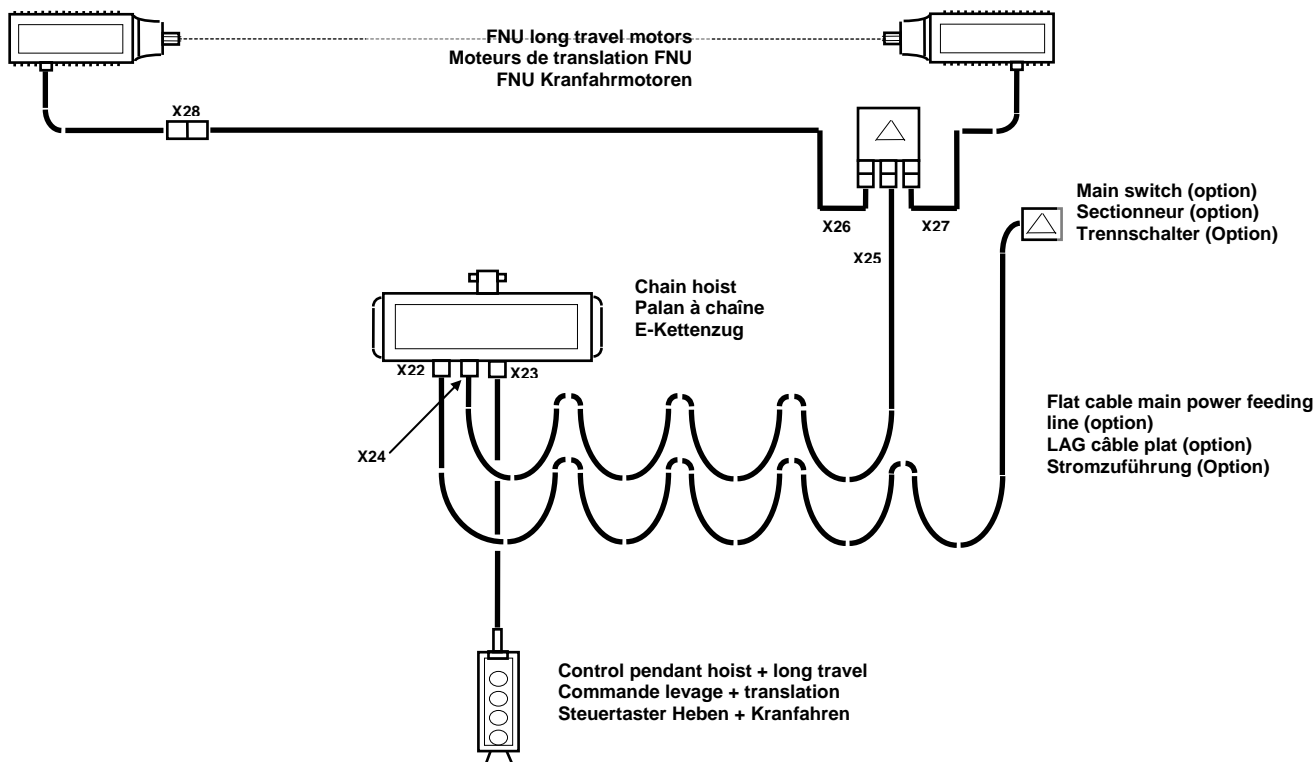 FNU long travel motors
Moteurs de translation FNU
FNU Kranfahrmotoren
X28
X26
X27
X25
Main switch (option)
Sectionneur (option)
Trennschalter (Option)
Chain hoist
Palan à chaîne
E-Kettenzug
X22
X23
X24
Flat cable main power feeding
line (option)
LAG câble plat (option)
Stromzuführung (Option)
Control pendant hoist + long travel
Commande levage + translation
Steuertaster Heben + Kranfahren